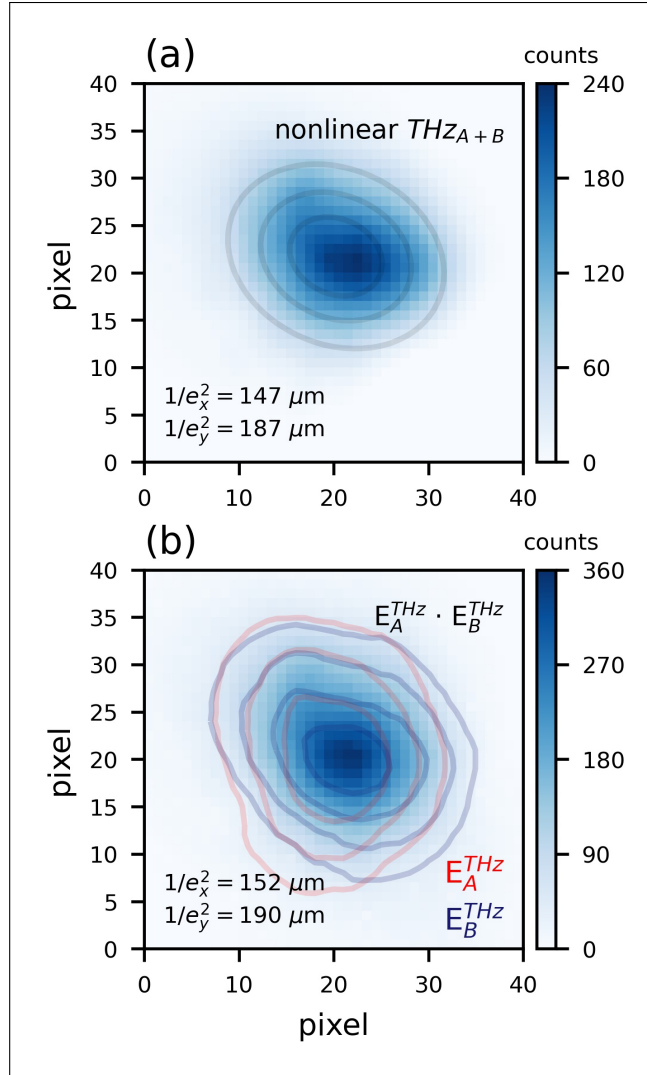 (a)
counts
nonlinear THz_{A+B}
pixel
40
35
30
25
20
15
10
5
0
240
180
120
60
0
1/e_x^2 = 147 μm
1/e_y^2 = 187 μm
0 10 20 30 40
(b)
counts
E_A^{THz} · E_B^{THz}
pixel
40
35
30
25
20
15
10
5
0
360
270
180
90
0
E_A^{THz}
E_B^{THz}
1/e_x^2 = 152 μm
1/e_y^2 = 190 μm
0 10 20 30 40
pixel